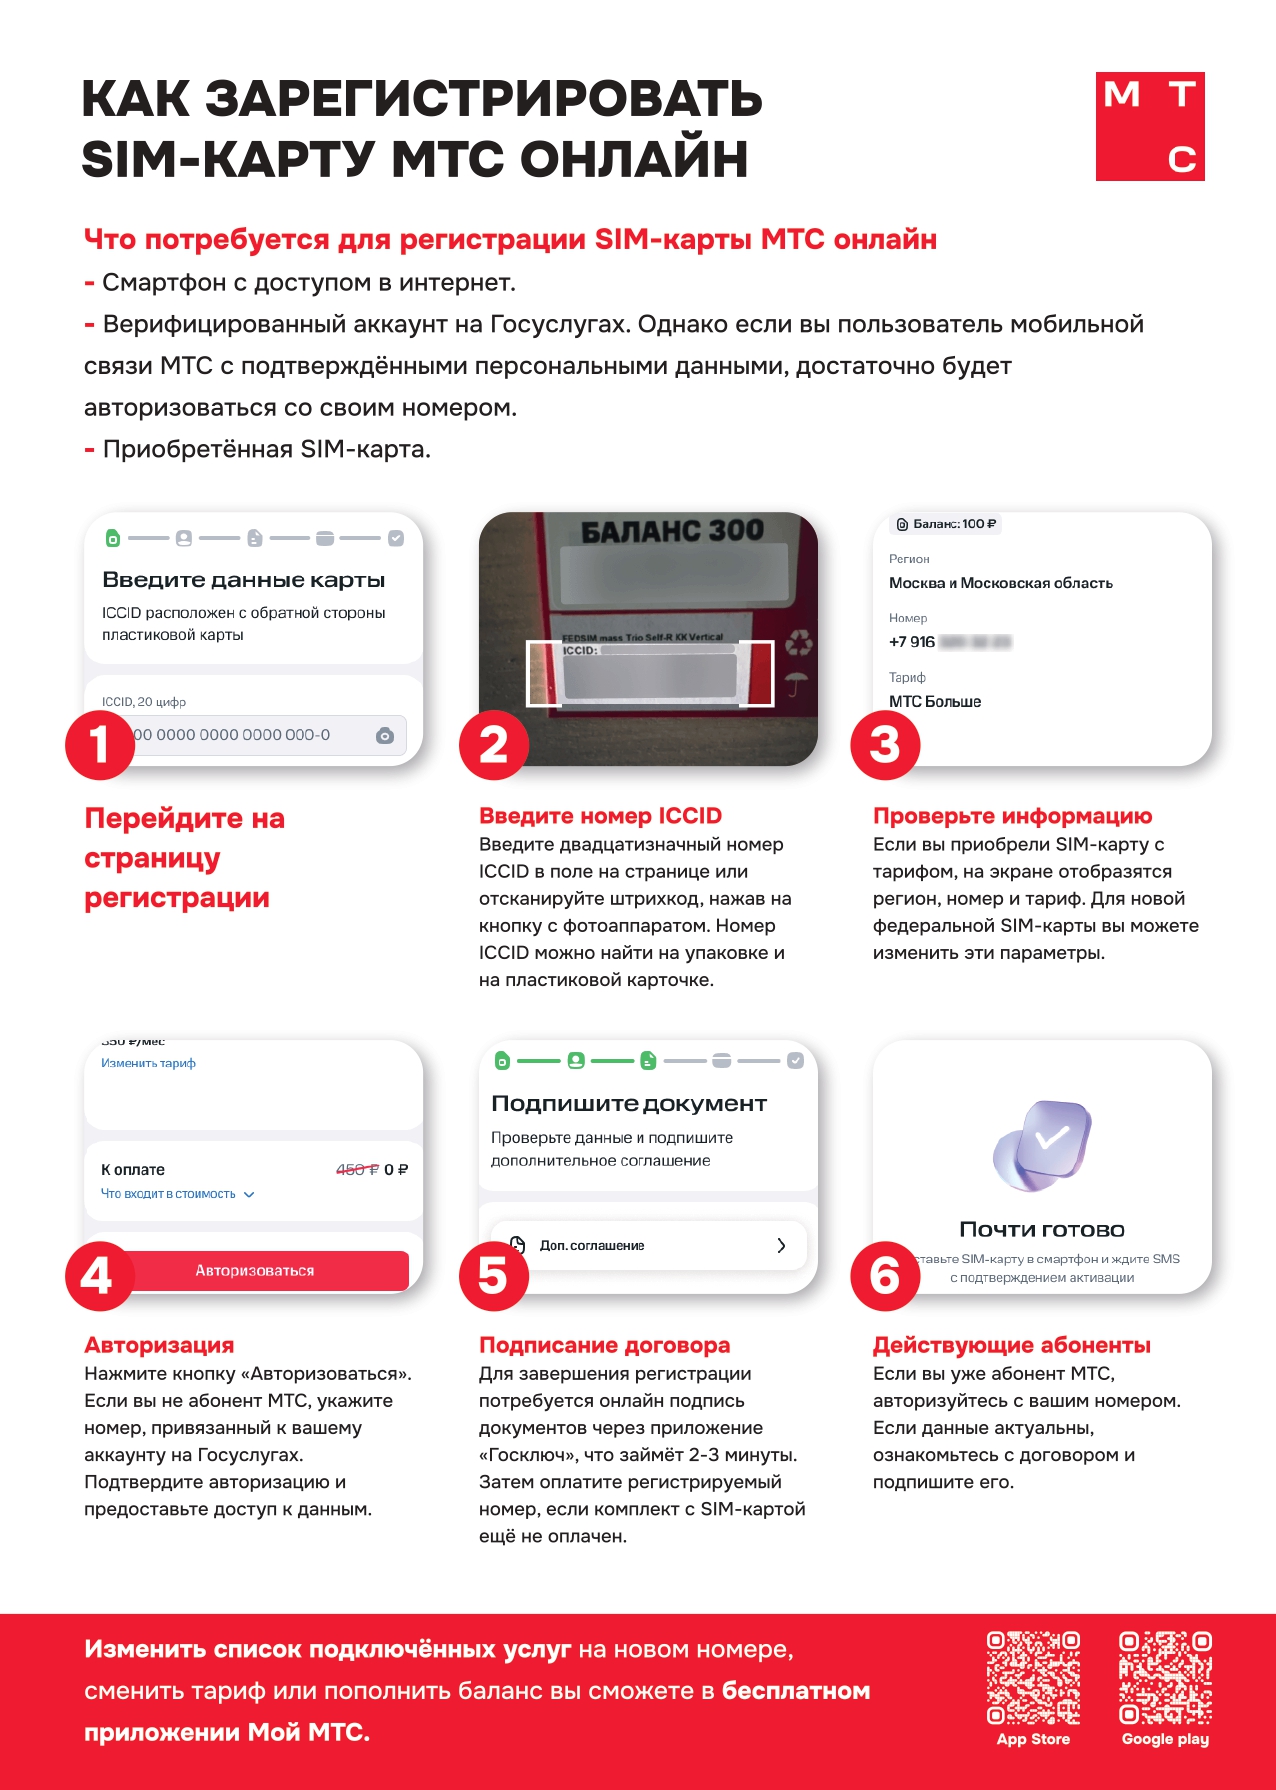 КАК ЗАРЕГИСТРИРОВАТЬ
SIM-КАРТУ МТС ОНЛАЙН
М Т
С
Что потребуется для регистрации SIM-карты МТС онлайн
- Смартфон с доступом в интернет.
- Верифицированный аккаунт на Госуслугах. Однако если вы пользователь мобильной
связи МТС с подтверждёнными персональными данными, достаточно будет
авторизоваться со своим номером.
- Приобретённая SIM-карта.
Введите данные карты
ICCID расположен с обратной стороны
пластиковой карты
ICCID, 20 цифр
00 0000 0000 0000 000-0
1
Перейдите на
страницу
регистрации
БАЛАНС 300
FEDSIM mass Trio Self-R KK Vertical
ICCID:
2
Введите номер ICCID
Введите двадцатизначный номер
ICCID в поле на странице или
отсканируйте штрихкод, нажав на
кнопку с фотоаппаратом. Номер
ICCID можно найти на упаковке и
на пластиковой карточке.
Баланс: 100 ₽
Регион
Москва и Московская область
Номер
+7 916
Тариф
МТС Больше
3
Проверьте информацию
Если вы приобрели SIM-карту с
тарифом, на экране отобразятся
регион, номер и тариф. Для новой
федеральной SIM-карты вы можете
изменить эти параметры.
350 ₽/мес
Изменить тариф
К оплате 450 ₽ 0 ₽
Что входит в стоимость
Авторизоваться
4
Авторизация
Нажмите кнопку «Авторизоваться».
Если вы не абонент МТС, укажите
номер, привязанный к вашему
аккаунту на Госуслугах.
Подтвердите авторизацию и
предоставьте доступ к данным.
Подпишите документ
Проверьте данные и подпишите
дополнительное соглашение
Доп. соглашение
5
Подписание договора
Для завершения регистрации
потребуется онлайн подпись
документов через приложение
«Госключ», что займёт 2-3 минуты.
Затем оплатите регистрируемый
номер, если комплект с SIM-картой
ещё не оплачен.
Почти готово
ставьте SIM-карту в смартфон и ждите SMS
с подтверждением активации
6
Действующие абоненты
Если вы уже абонент МТС,
авторизуйтесь с вашим номером.
Если данные актуальны,
ознакомьтесь с договором и
подпишите его.
Изменить список подключённых услуг на новом номере,
сменить тариф или пополнить баланс вы сможете в бесплатном
приложении Мой МТС.
App Store
Google play